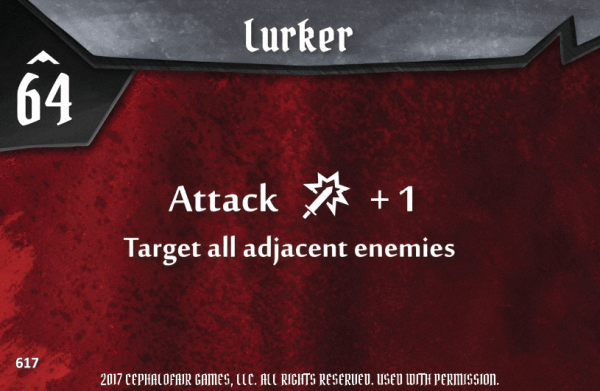 Lurker
64
Attack + 1
Target all adjacent enemies
617
2017 CEPHALOFAIR GAMES, LLC. ALL RIGHTS RESERVED. USED WITH PERMISSION.